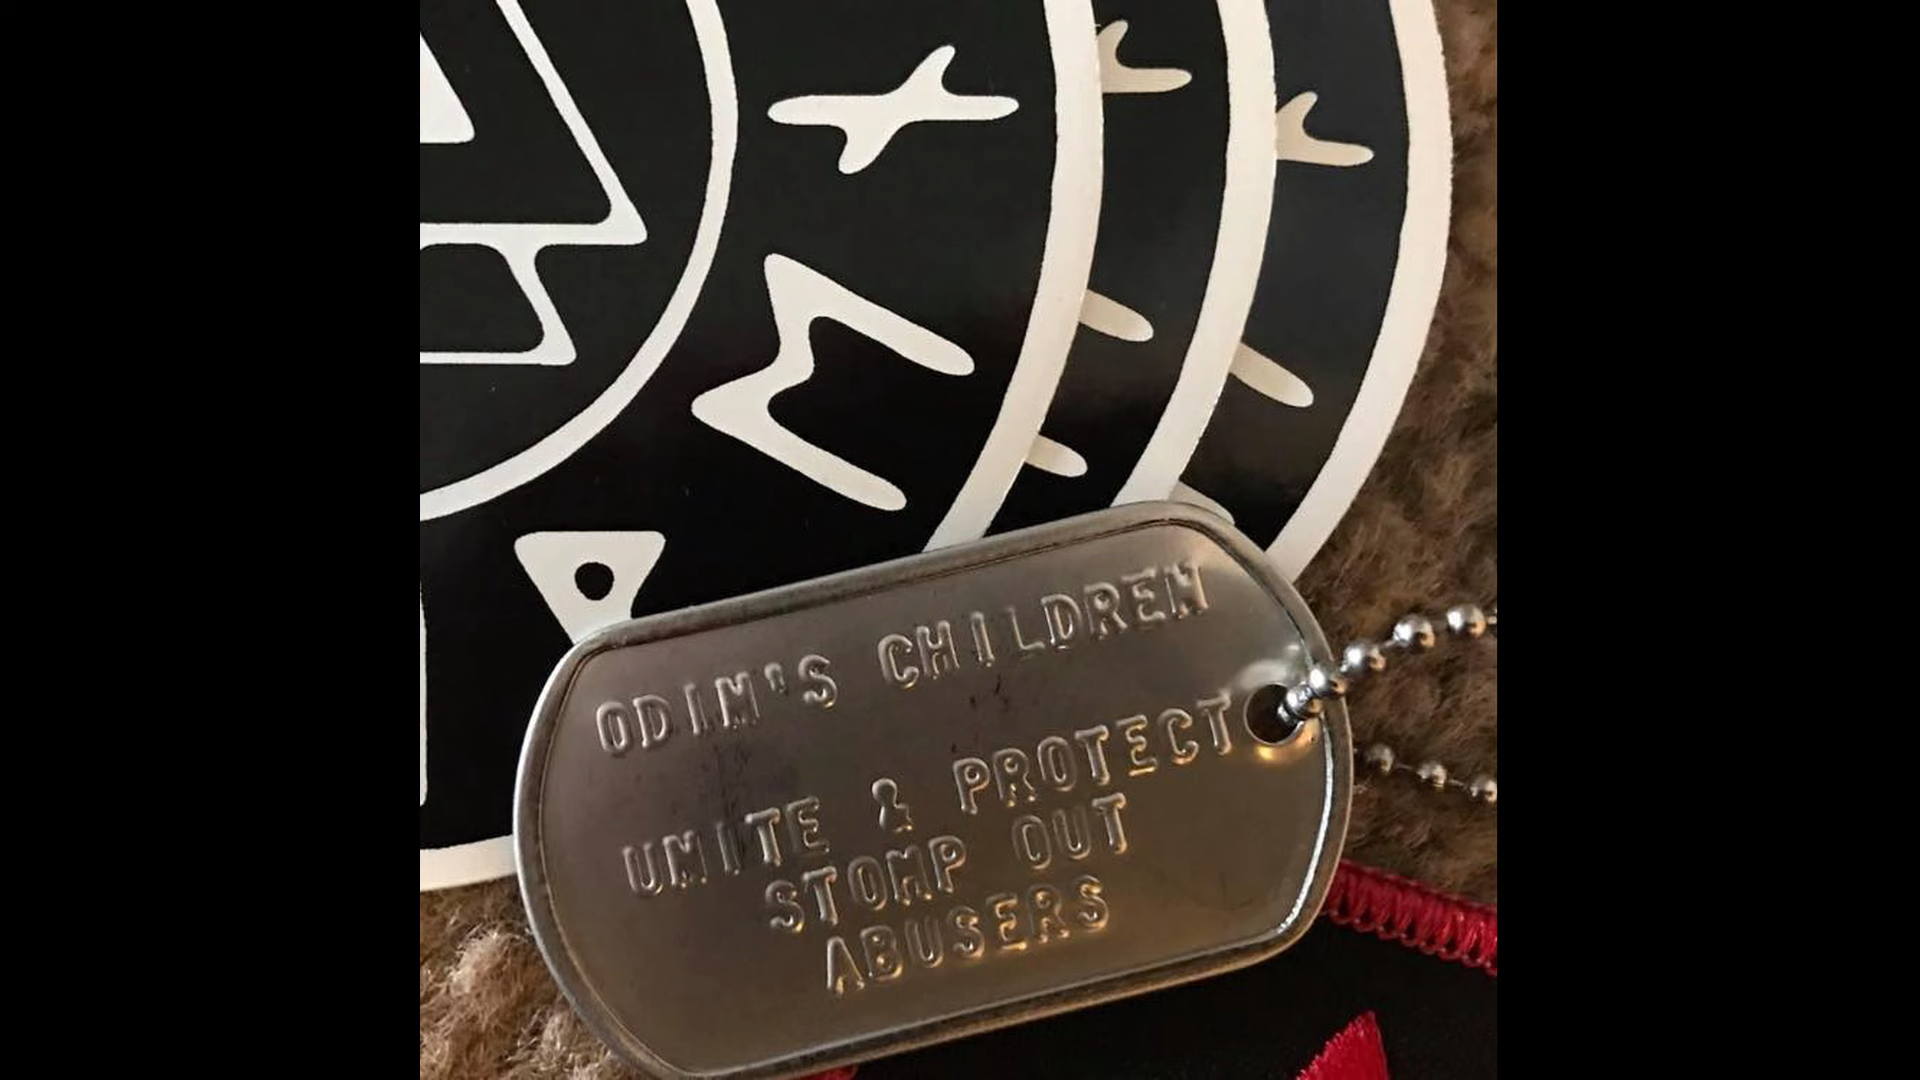 ODIN'S CHILDREN
UNITE & PROTECT
STOMP OUT
ABUSERS